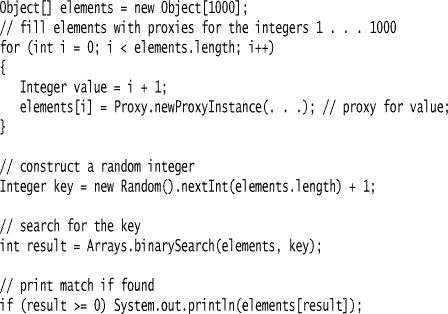 Object[] elements = new Object[1000];
// fill elements with proxies for the integers 1 . . . 1000
for (int i = 0; i < elements.length; i++)
{
   Integer value = i + 1;
   elements[i] = Proxy.newProxyInstance(. . .); // proxy for value;
}

// construct a random integer
Integer key = new Random().nextInt(elements.length) + 1;

// search for the key
int result = Arrays.binarySearch(elements, key);

// print match if found
if (result >= 0) System.out.println(elements[result]);